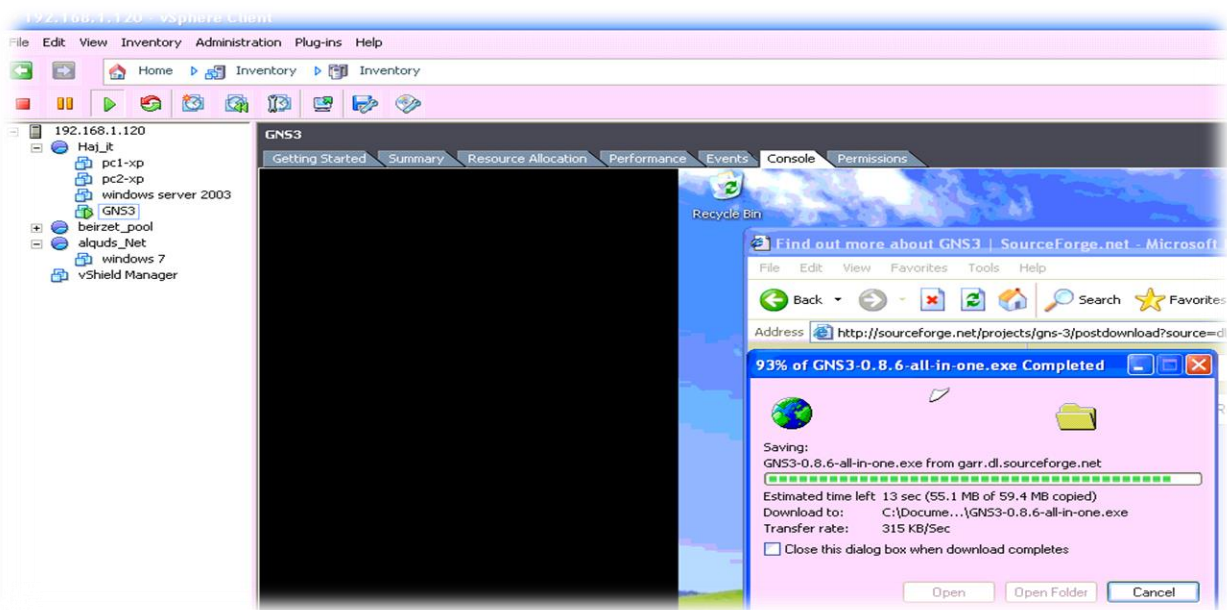 192.168.1.120 - vSphere Client
File Edit View Inventory Administration Plug-ins Help
Home Inventory Inventory
192.168.1.120
Haj_it
pc1-xp
pc2-xp
windows server 2003
GNS3
beirzet_pool
alquds_Net
windows 7
vShield Manager
GNS3
Getting Started Summary Resource Allocation Performance Events Console Permissions
Recycle Bin
Find out more about GNS3 | SourceForge.net - Microsoft
File Edit View Favorites Tools Help
Back Search Favorites
Address http://sourceforge.net/projects/gns-3/postdownload?source=d
93% of GNS3-0.8.6-all-in-one.exe Completed
Saving:
GNS3-0.8.6-all-in-one.exe from garr.dl.sourceforge.net
Estimated time left 13 sec (55.1 MB of 59.4 MB copied)
Download to: C:\Docume...\GNS3-0.8.6-all-in-one.exe
Transfer rate: 315 KB/Sec
Close this dialog box when download completes
Open Open Folder Cancel